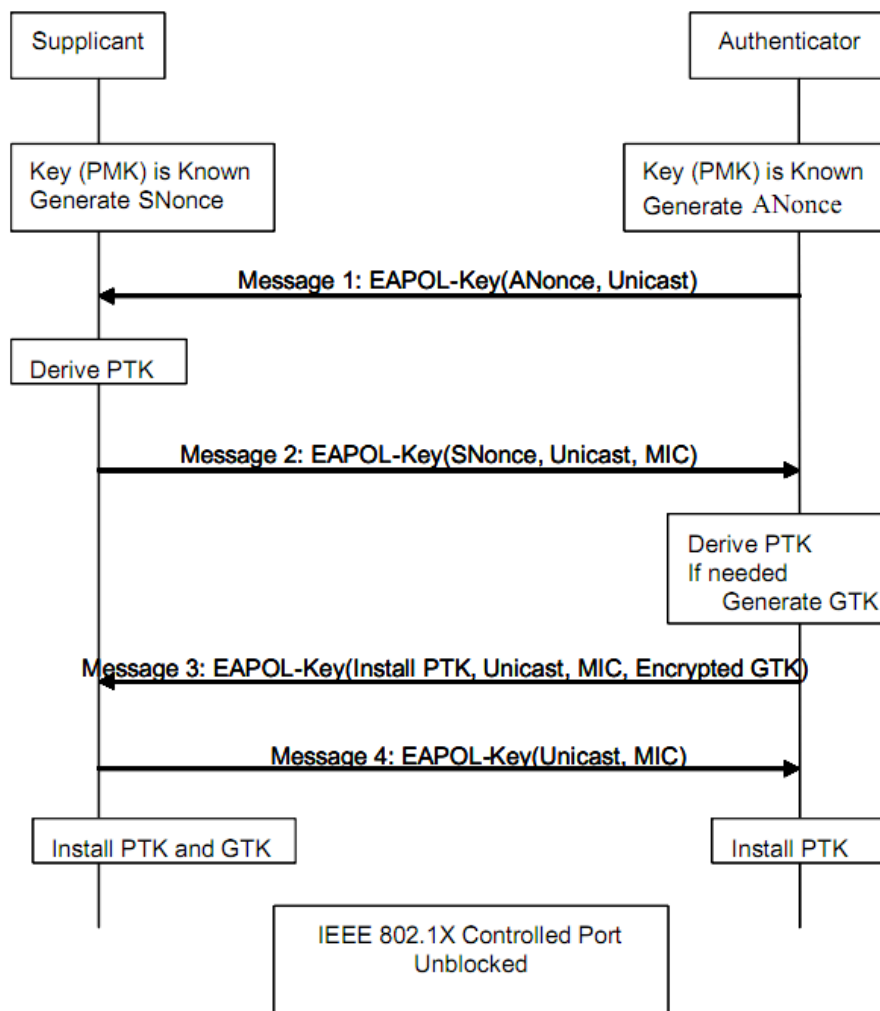 Supplicant
Authenticator
Key (PMK) is Known
Generate SNonce
Key (PMK) is Known
Generate ANonce
Message 1: EAPOL-Key(ANonce, Unicast)
Derive PTK
Message 2: EAPOL-Key(SNonce, Unicast, MIC)
Derive PTK
If needed
Generate GTK
Message 3: EAPOL-Key(Install PTK, Unicast, MIC, Encrypted GTK)
Message 4: EAPOL-Key(Unicast, MIC)
Install PTK and GTK
Install PTK
IEEE 802.1X Controlled Port
Unblocked